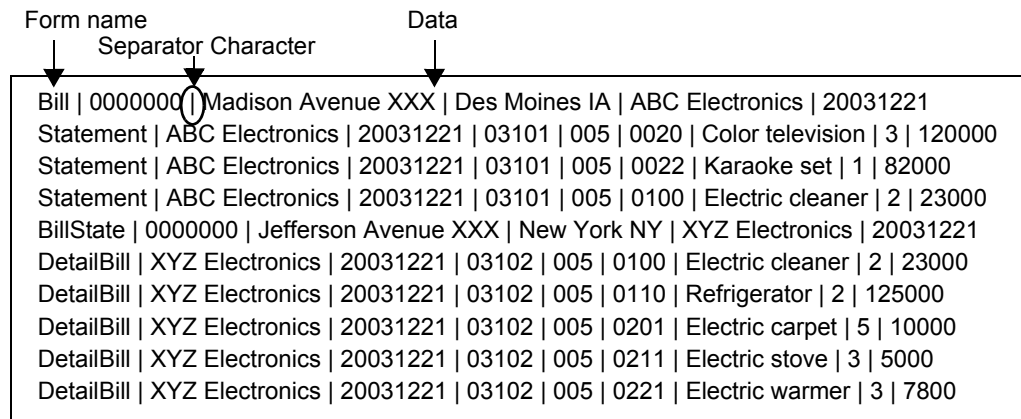 Form name Data
Separator Character
Bill | 0000000 | Madison Avenue XXX | Des Moines IA | ABC Electronics | 20031221
Statement | ABC Electronics | 20031221 | 03101 | 005 | 0020 | Color television | 3 | 120000
Statement | ABC Electronics | 20031221 | 03101 | 005 | 0022 | Karaoke set | 1 | 82000
Statement | ABC Electronics | 20031221 | 03101 | 005 | 0100 | Electric cleaner | 2 | 23000
BillState | 0000000 | Jefferson Avenue XXX | New York NY | XYZ Electronics | 20031221
DetailBill | XYZ Electronics | 20031221 | 03102 | 005 | 0100 | Electric cleaner | 2 | 23000
DetailBill | XYZ Electronics | 20031221 | 03102 | 005 | 0110 | Refrigerator | 2 | 125000
DetailBill | XYZ Electronics | 20031221 | 03102 | 005 | 0201 | Electric carpet | 5 | 10000
DetailBill | XYZ Electronics | 20031221 | 03102 | 005 | 0211 | Electric stove | 3 | 5000
DetailBill | XYZ Electronics | 20031221 | 03102 | 005 | 0221 | Electric warmer | 3 | 7800